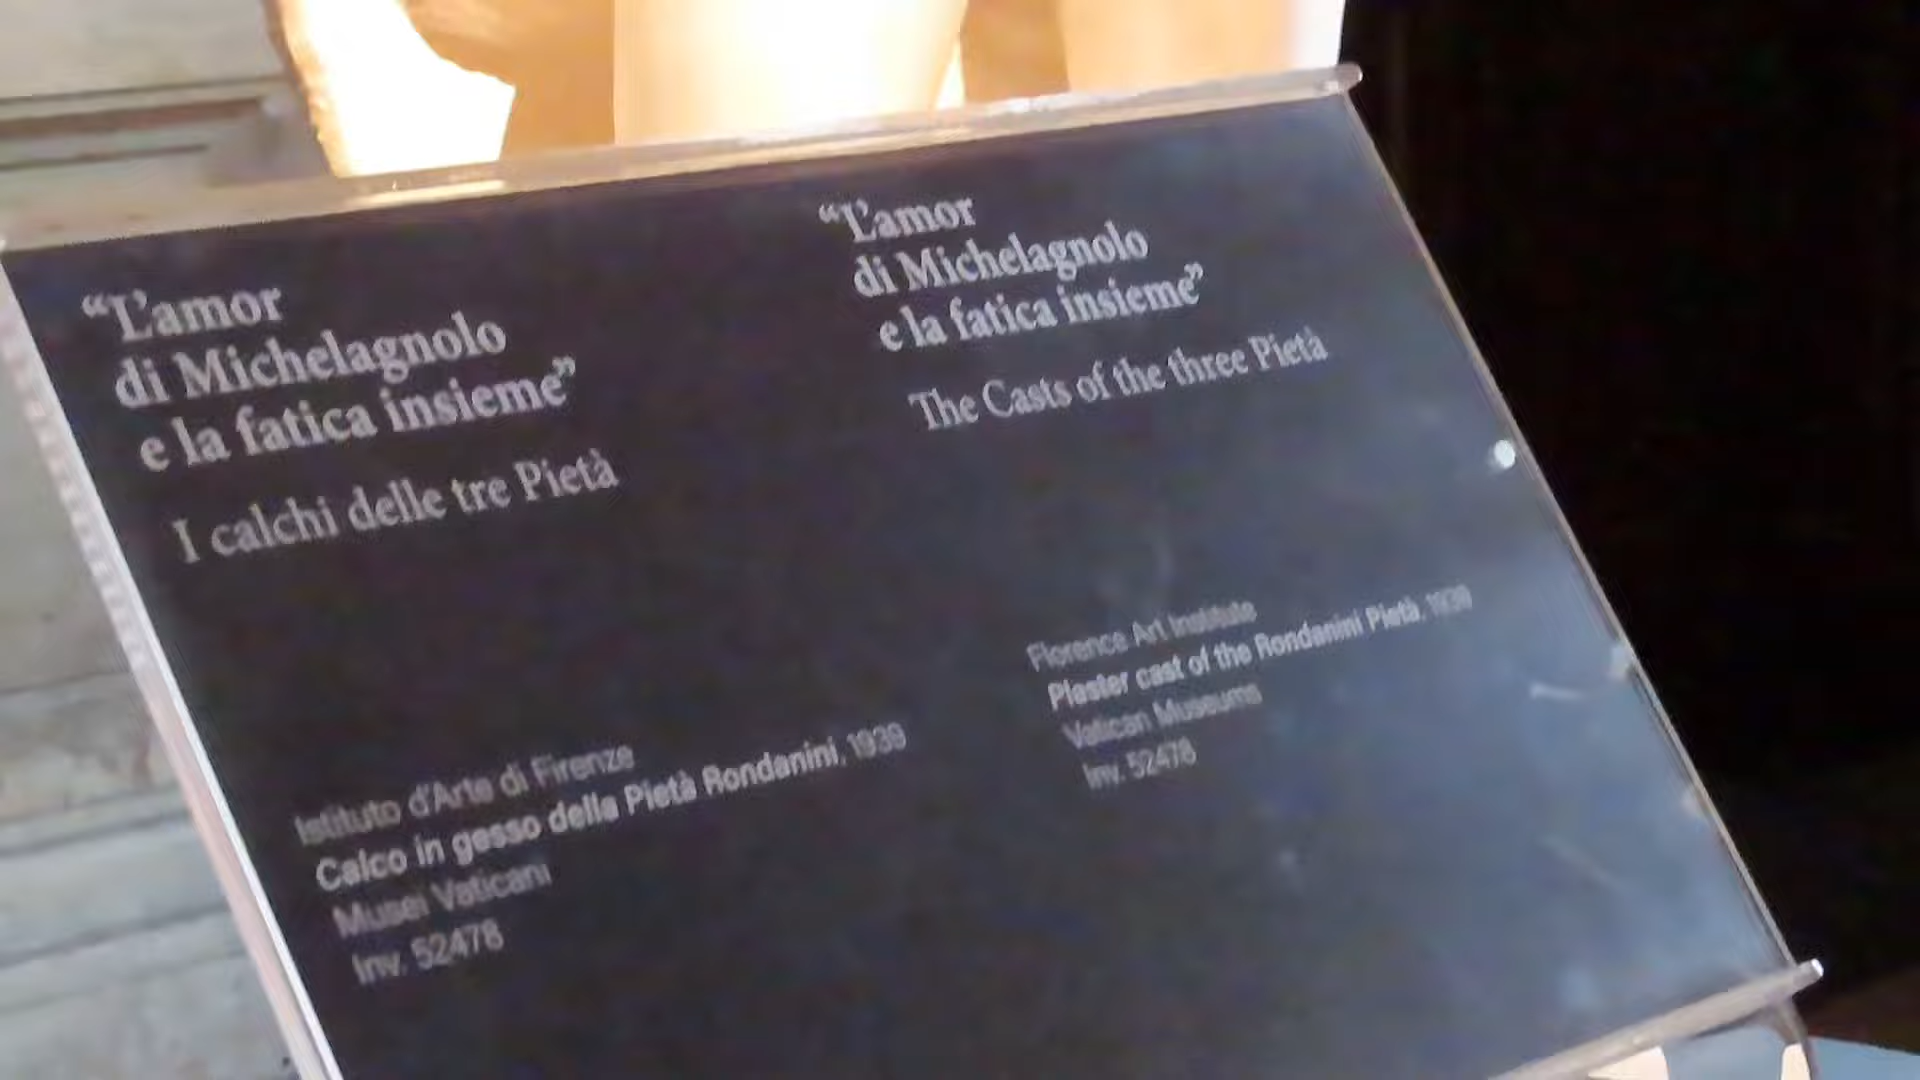 “L’amor
di Michelagnolo
e la fatica insieme”
I calchi delle tre Pietà
Istituto d’Arte di Firenze
Calco in gesso della Pietà Rondanini, 1939
Musei Vaticani
Inv. 52478
“L’amor
di Michelagnolo
e la fatica insieme”
The Casts of the three Pietà
Florence Art Institute
Plaster cast of the Rondanini Pietà, 1939
Vatican Museums
Inv. 52478